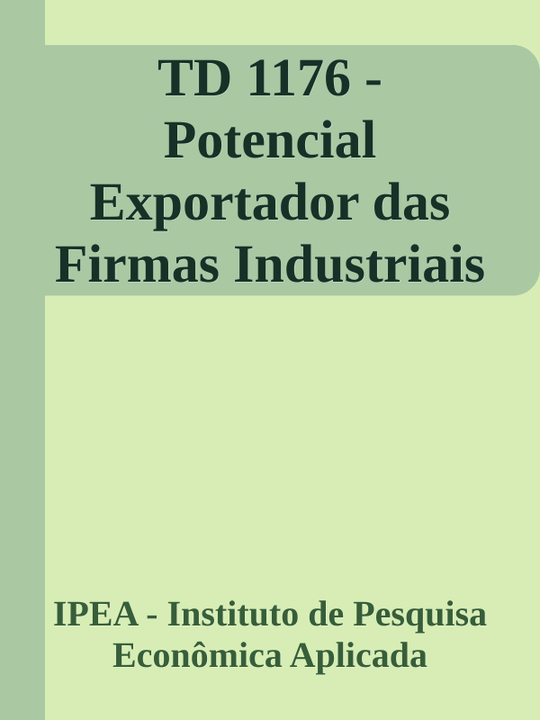 TD 1176 -
Potencial
Exportador das
Firmas Industriais
IPEA - Instituto de Pesquisa
Econômica Aplicada